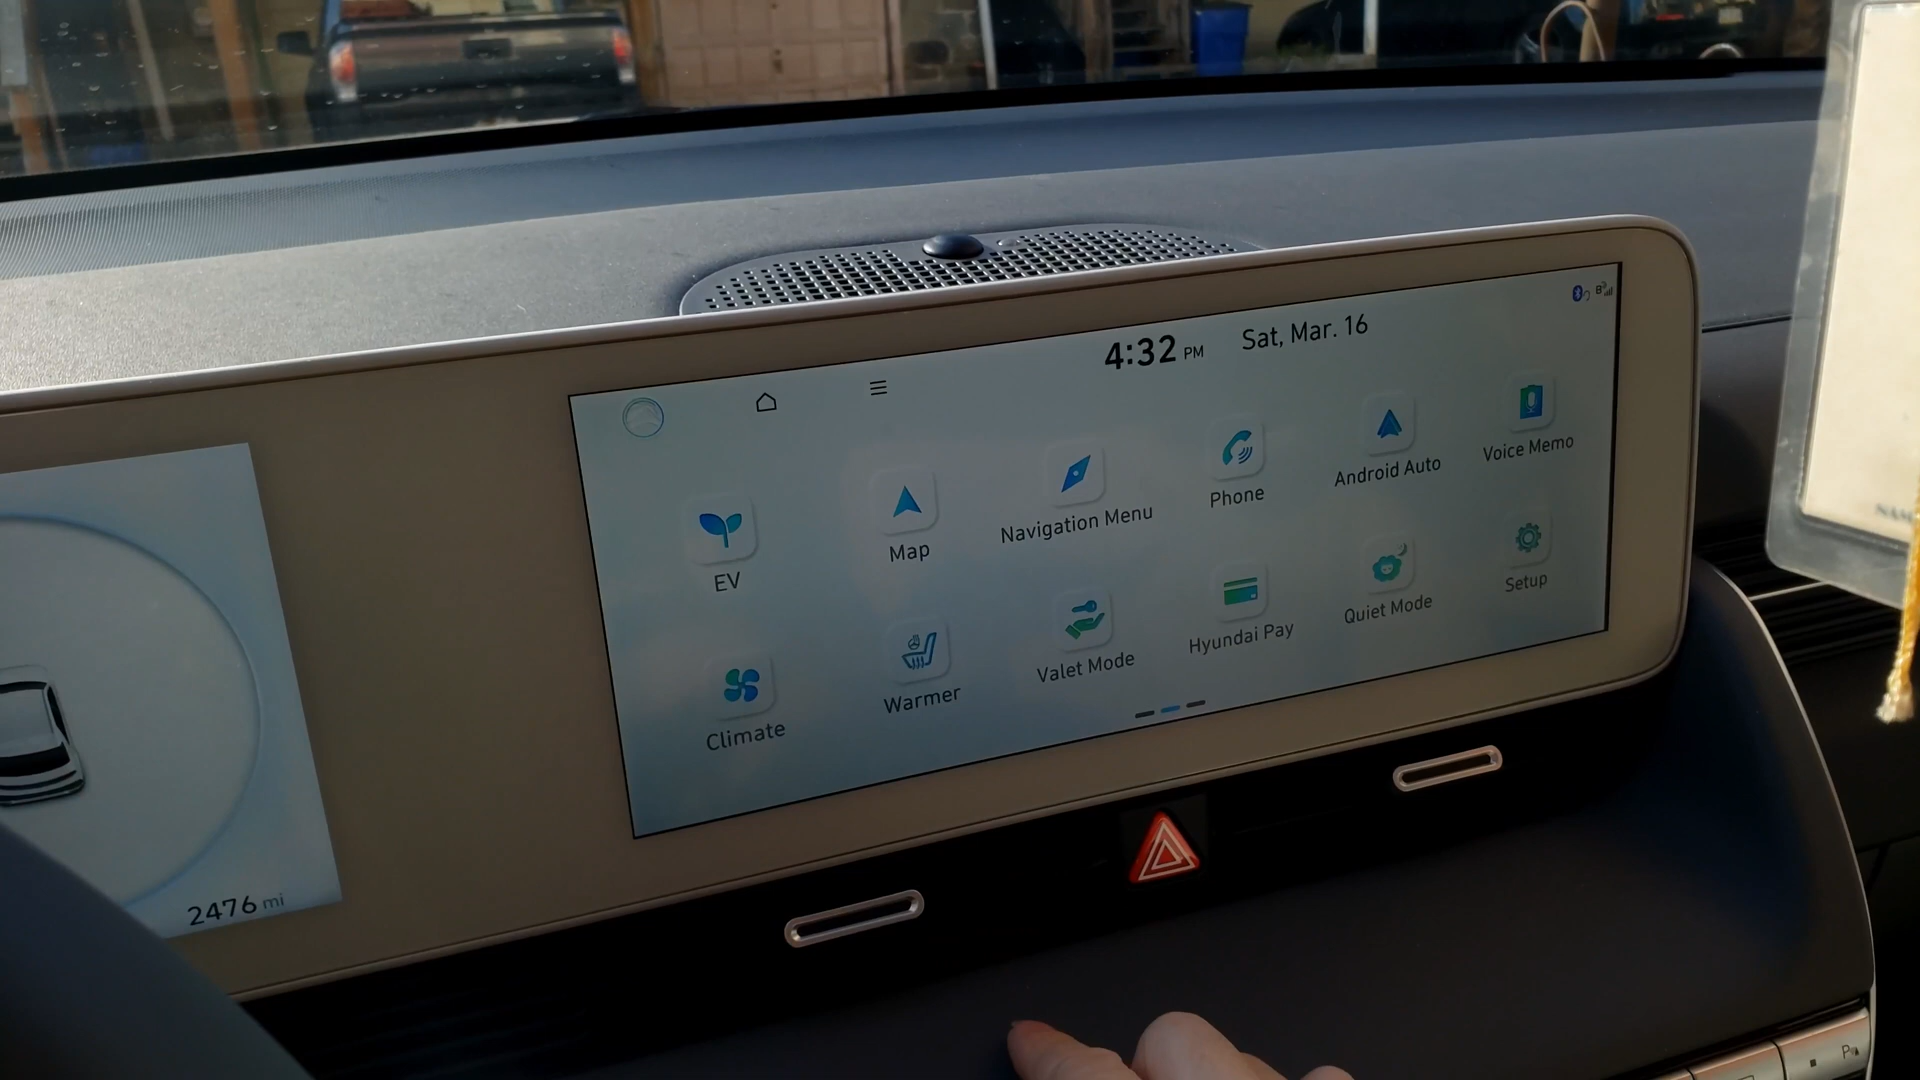 4:32 PM Sat, Mar. 16
EV
Map
Navigation Menu
Phone
Android Auto
Voice Memo
Climate
Warmer
Valet Mode
Hyundai Pay
Quiet Mode
Setup
2476 mi
P